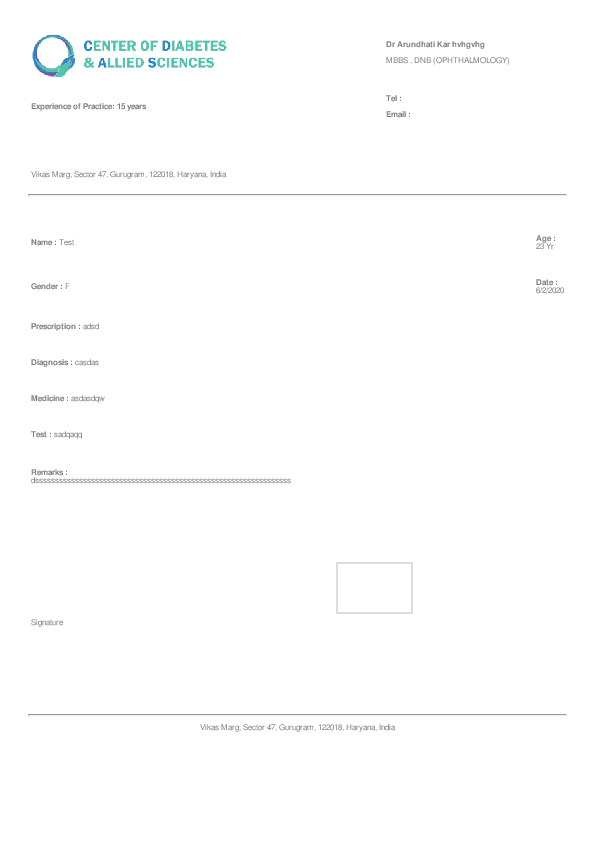 CENTER OF DIABETES
& ALLIED SCIENCES
Dr Arundhati Kar hvhgvhg
MBBS , DNB (OPHTHALMOLOGY)
Experience of Practice: 15 years
Tel :
Email :
Vikas Marg, Sector 47, Gurugram, 122018, Haryana, India
Name : Test
Age :
23 Yr
Gender : F
Date :
6/2/2020
Prescription : adsd
Diagnosis : casdas
Medicine : asdasdqw
Test : sadqaqq
Remarks :
dsssssssssssssssssssssssssssssssssssssssssssssssssssssssssssssssss
Signature
Vikas Marg, Sector 47, Gurugram, 122018, Haryana, India